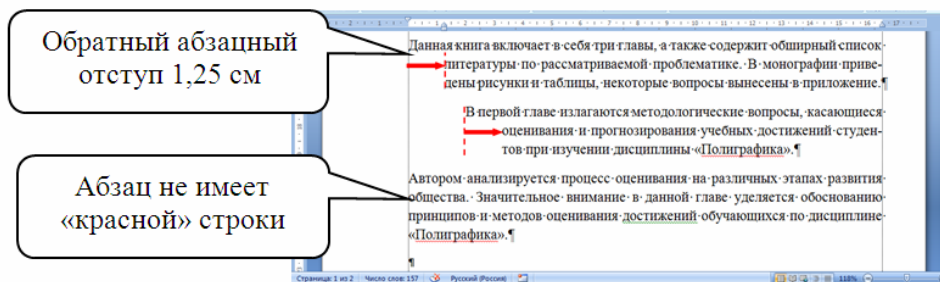 Обратный абзацный
отступ 1,25 см
Данная книга включает в себя три главы, а также содержит обширный список
литературы по рассматриваемой проблематике. В монографии приве-
дены рисунки и таблицы, некоторые вопросы вынесены в приложение.¶
В первой главе излагаются методологические вопросы, касающиеся
оценивания и прогнозирования учебных достижений студен-
тов при изучении дисциплины «Полиграфика».¶
Абзац не имеет
«красной» строки
Автором анализируется процесс оценивания на различных этапах развития
общества. Значительное внимание в данной главе уделяется обоснованию
принципов и методов оценивания достижений обучающихся по дисциплине
«Полиграфика».¶
¶
Страница: 1 из 2 Число слов: 157 Русский (Россия) 118%